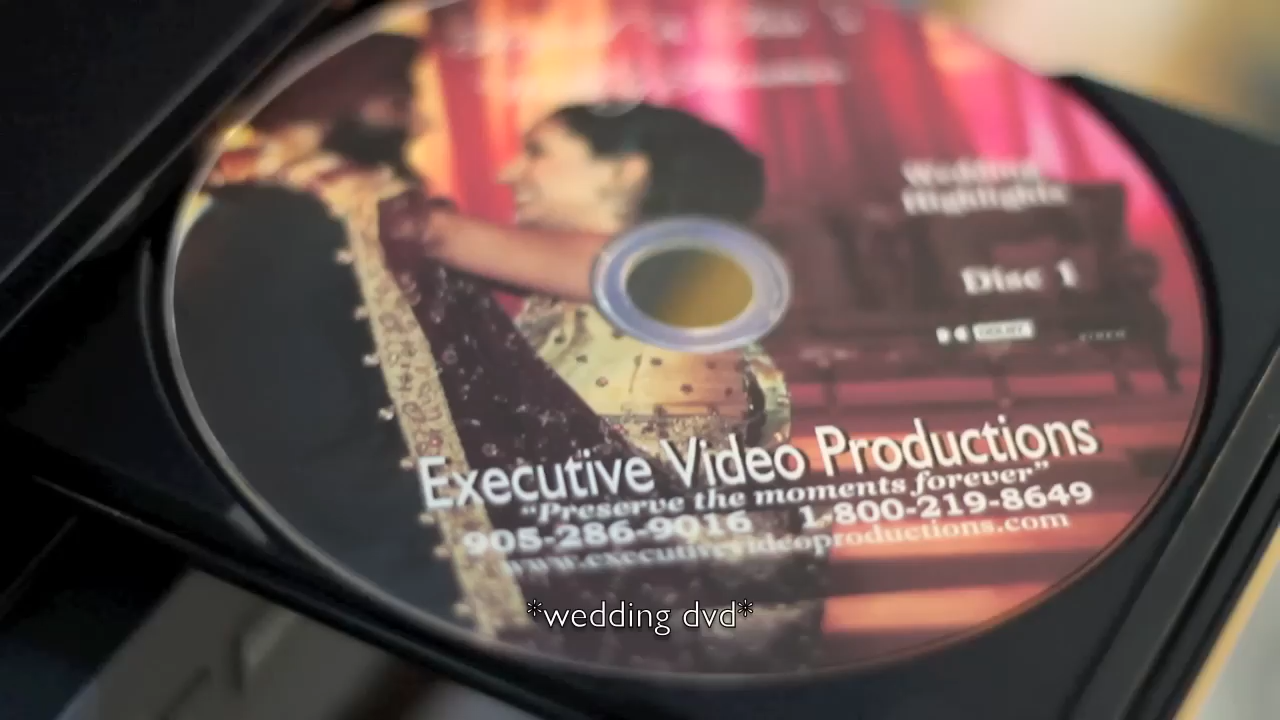 Wedding
Highlights
Disc 1
Executive Video Productions
"Preserve the moments forever"
905-286-9016 1-800-219-8649
www.executivevideoproductions.com
*wedding dvd*